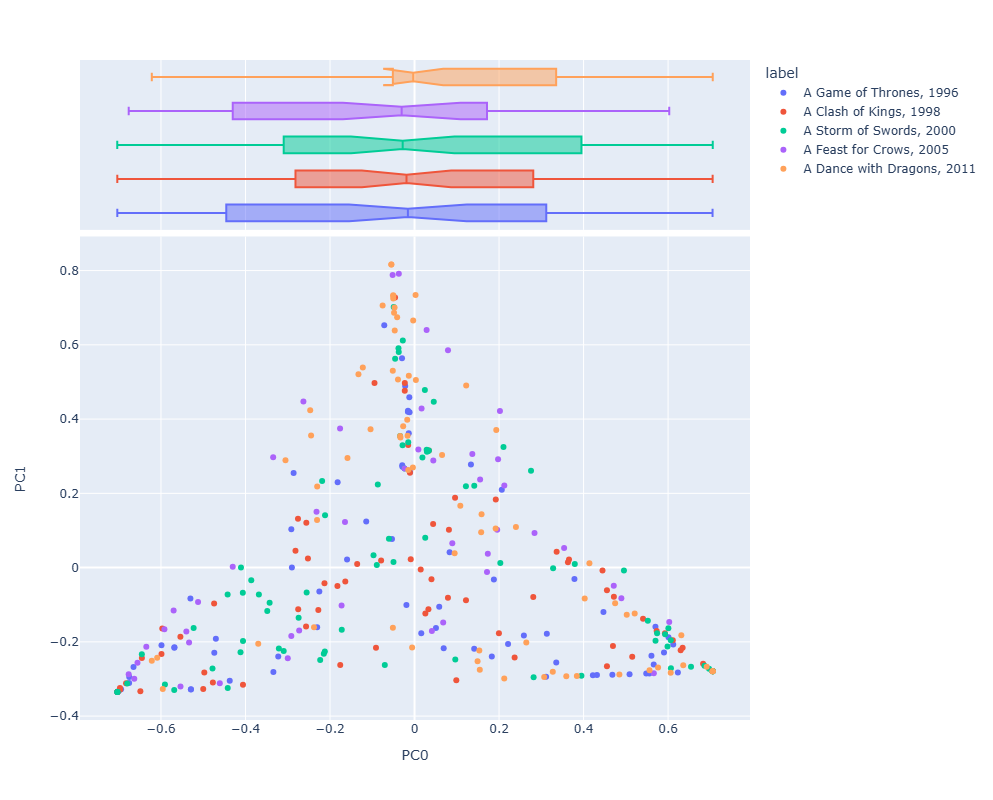 label
A Game of Thrones, 1996
A Clash of Kings, 1998
A Storm of Swords, 2000
A Feast for Crows, 2005
A Dance with Dragons, 2011
0.8
0.6
0.4
0.2
0
−0.2
−0.4
PC1
−0.6
−0.4
−0.2
0
0.2
0.4
0.6
PC0